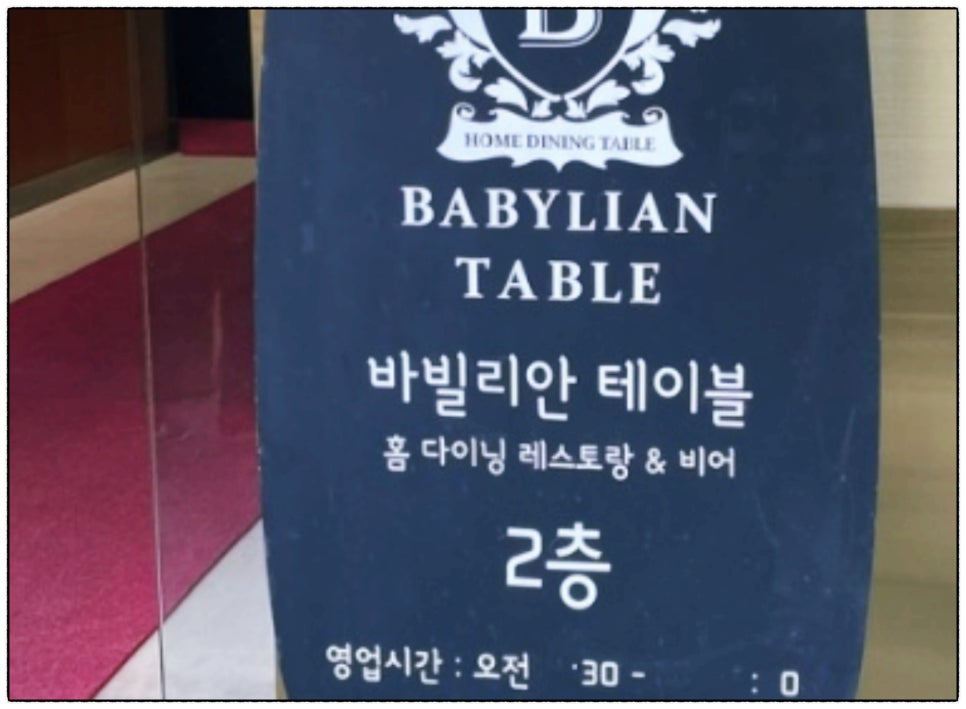 B
HOME DINING TABLE
BABYLIAN
TABLE
바빌리안 테이블
홈 다이닝 레스토랑 & 비어
2층
영업시간 : 오전 30 -